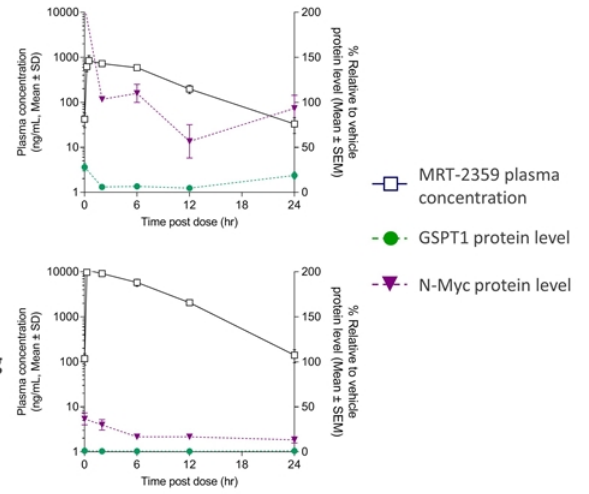 10000
1000
100
10
1
Plasma concentration
(ng/mL, Mean ± SD)
200
150
100
50
0
% Relative to vehicle
protein level (Mean ± SEM)
0 6 12 18 24
Time post dose (hr)
MRT-2359 plasma
concentration
GSPT1 protein level
N-Myc protein level
10000
1000
100
10
1
Plasma concentration
(ng/mL, Mean ± SD)
200
150
100
50
0
% Relative to vehicle
protein level (Mean ± SEM)
0 6 12 18 24
Time post dose (hr)